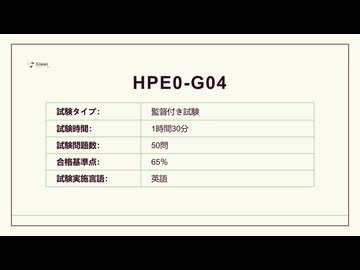 HPE0-G04
試験タイプ: 監督付き試験
試験時間: 1時間30分
試験問題数: 50問
合格基準点: 65%
試験実施言語: 英語